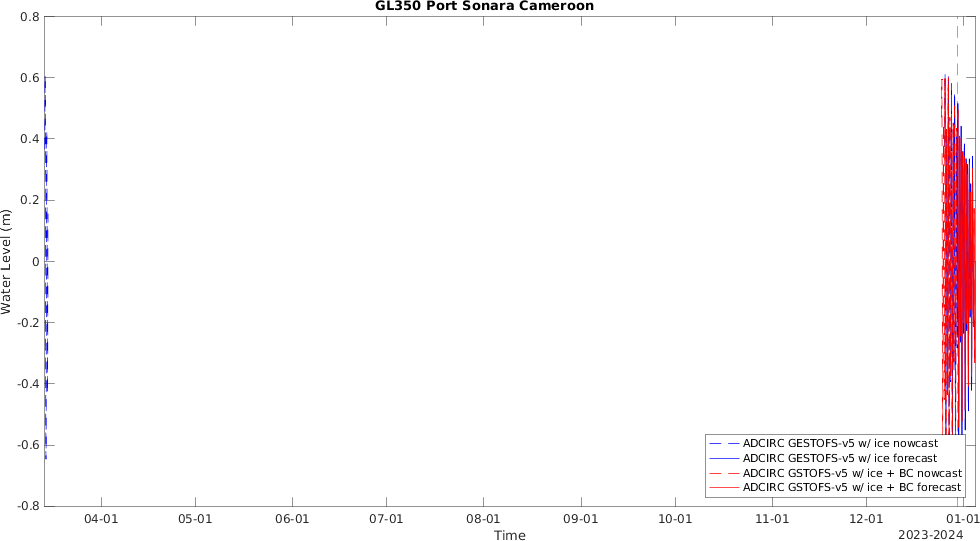 GL350 Port Sonara Cameroon
0.8
0.6
0.4
0.2
0
-0.2
-0.4
-0.6
-0.8
Water Level (m)
ADCIRC GESTOFS-v5 w/ ice nowcast
ADCIRC GESTOFS-v5 w/ ice forecast
ADCIRC GSTOFS-v5 w/ ice + BC nowcast
ADCIRC GSTOFS-v5 w/ ice + BC forecast
04-01 05-01 06-01 07-01 08-01 09-01 10-01 11-01 12-01 01-01
Time
2023-2024